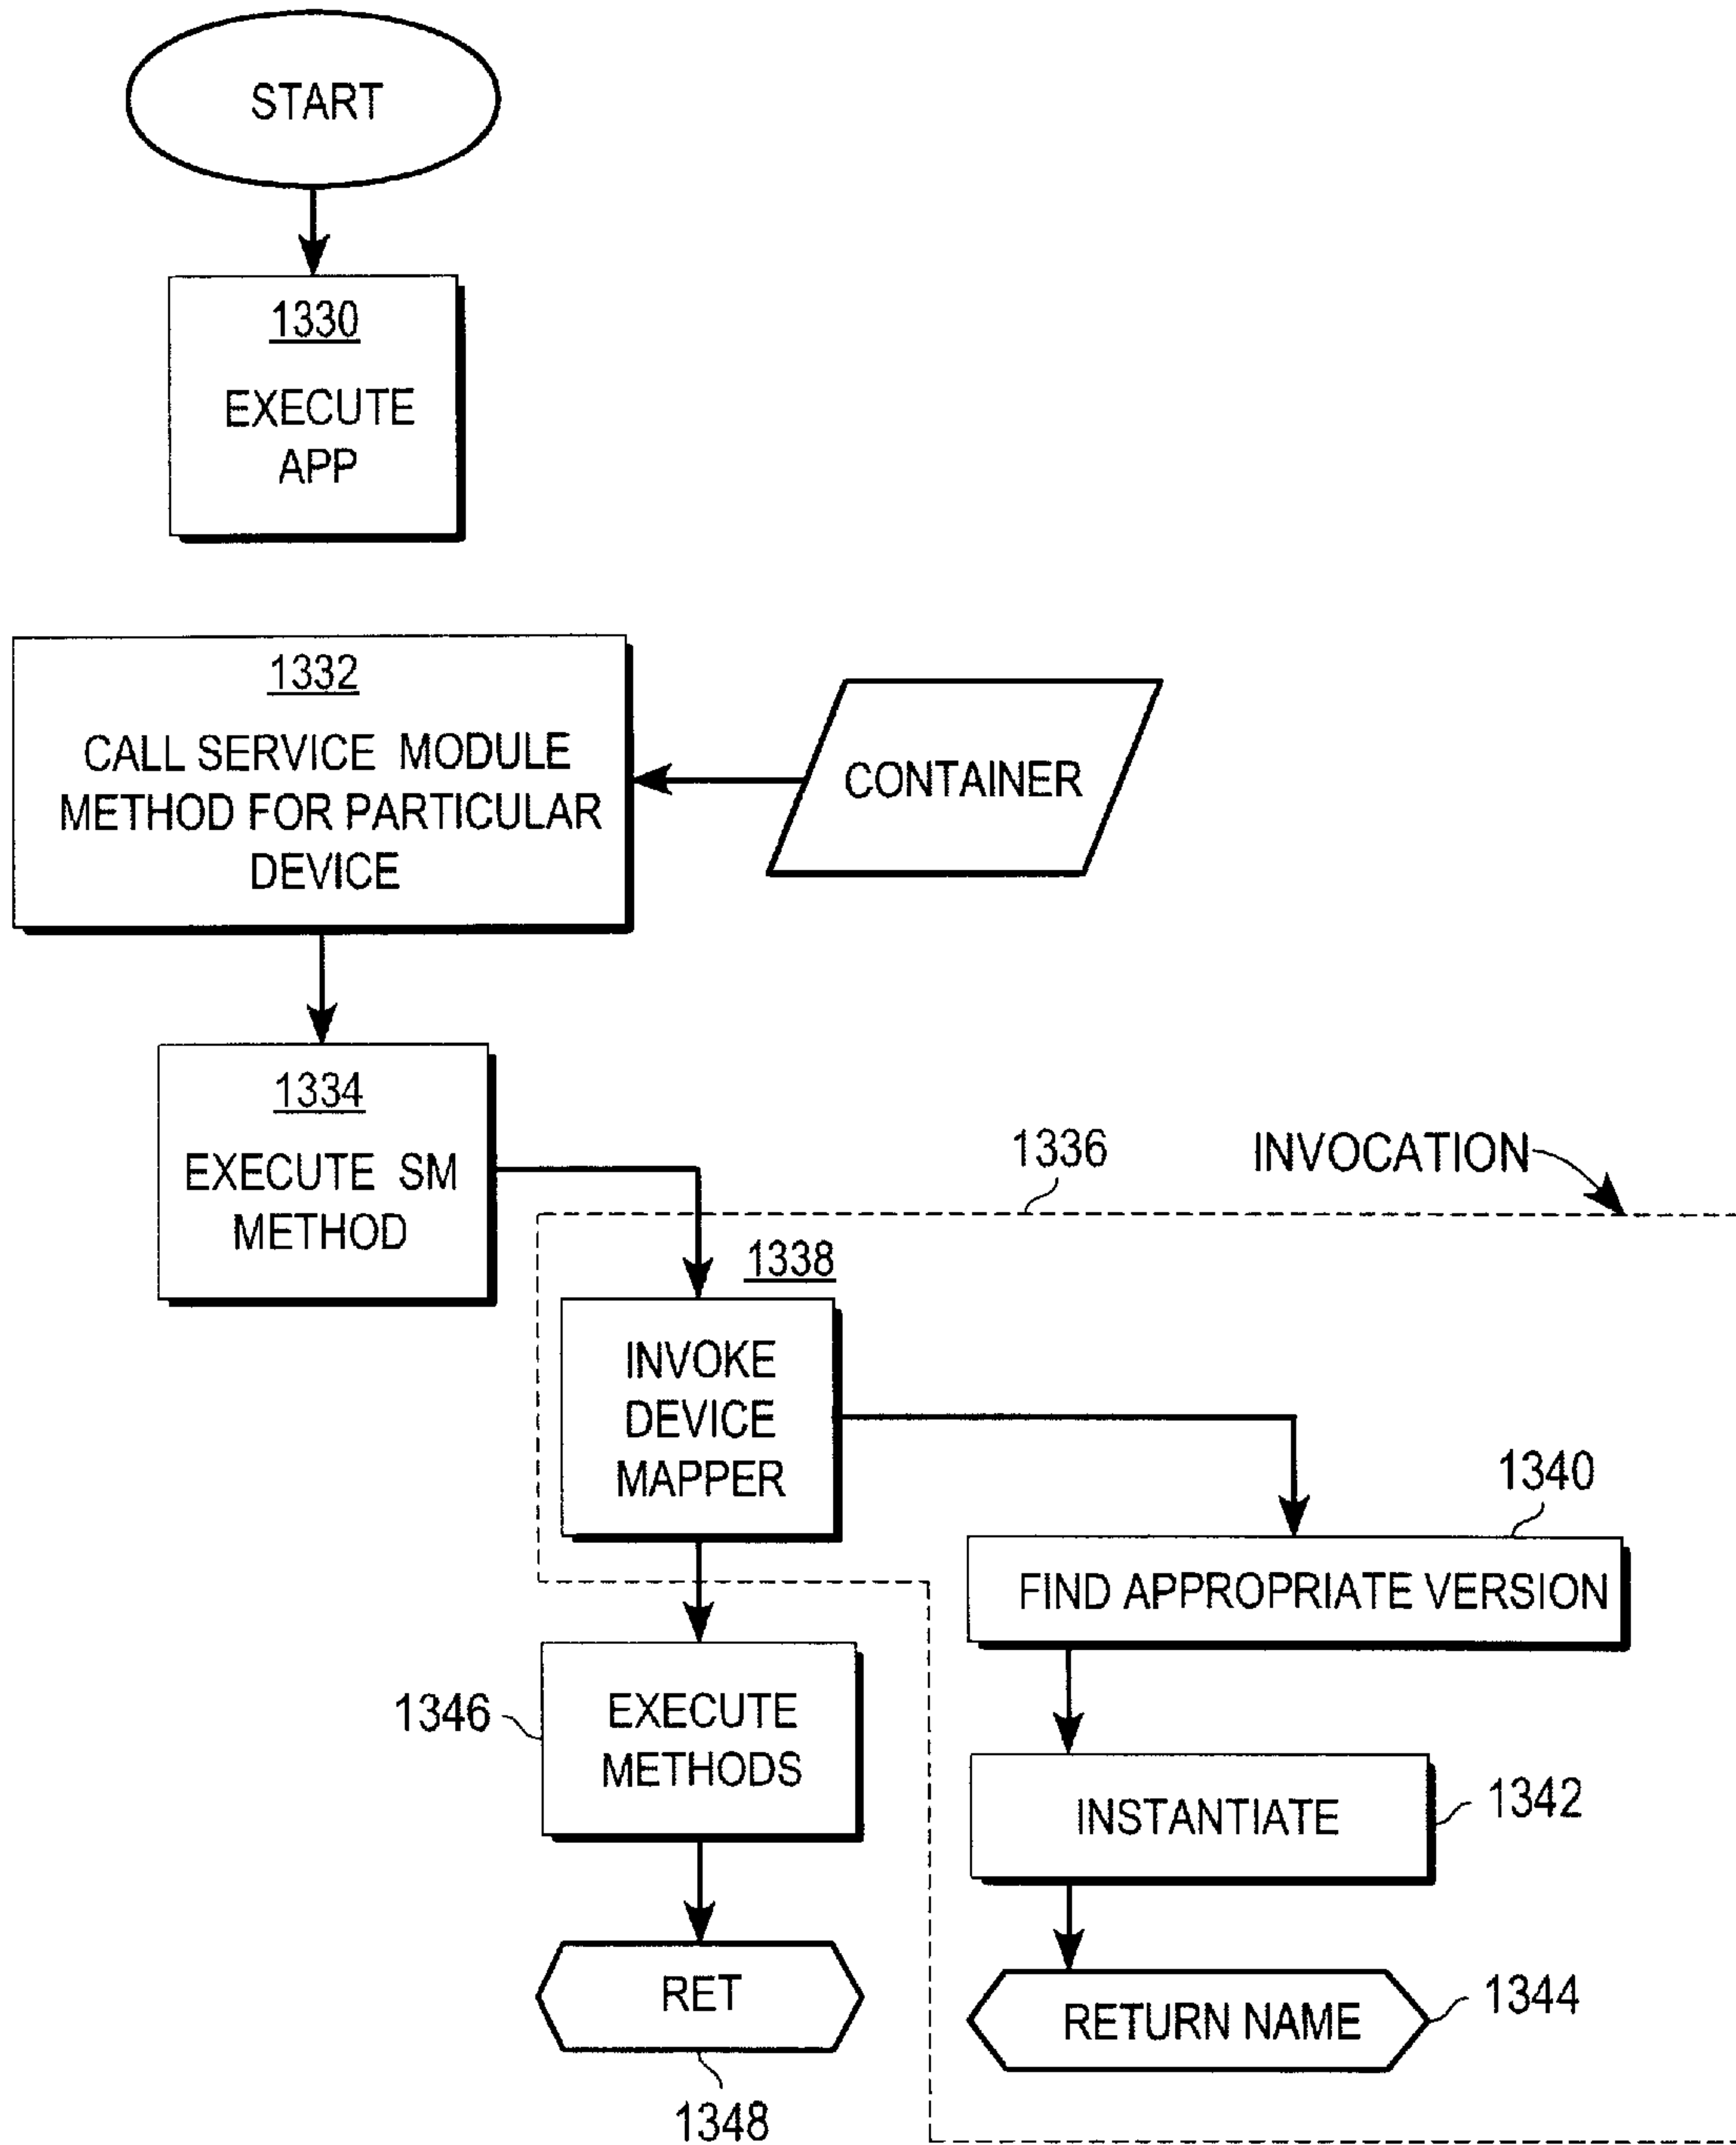 START
1330
EXECUTE
APP
1332
CALL SERVICE MODULE
METHOD FOR PARTICULAR
DEVICE
CONTAINER
1334
EXECUTE SM
METHOD
1336
INVOCATION
1338
INVOKE
DEVICE
MAPPER
1340
FIND APPROPRIATE VERSION
1346
EXECUTE
METHODS
INSTANTIATE
1342
RET
RETURN NAME
1344
1348